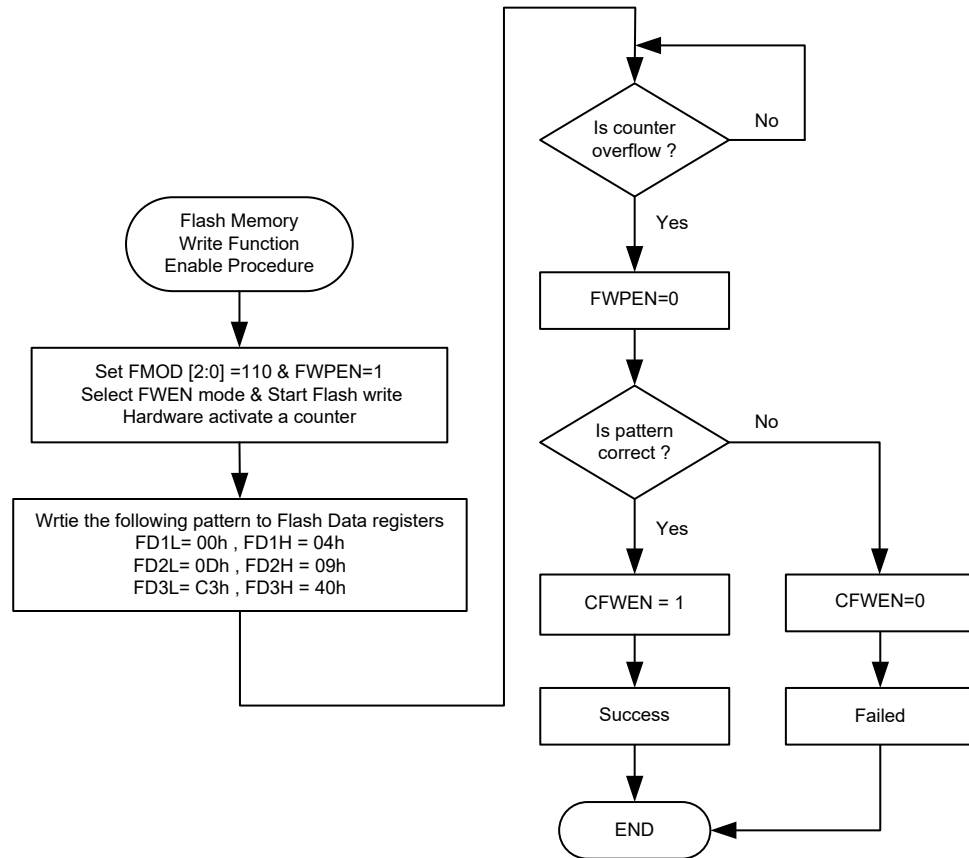 Flash Memory
Write Function
Enable Procedure
Set FMOD [2:0] =110 & FWPEN=1
Select FWEN mode & Start Flash write
Hardware activate a counter
Wrtie the following pattern to Flash Data registers
FD1L= 00h , FD1H = 04h
FD2L= 0Dh , FD2H = 09h
FD3L= C3h , FD3H = 40h
Is counter
overflow ?
No
Yes
FWPEN=0
Is pattern
correct ?
No
Yes
CFWEN = 1
CFWEN=0
Success
Failed
END